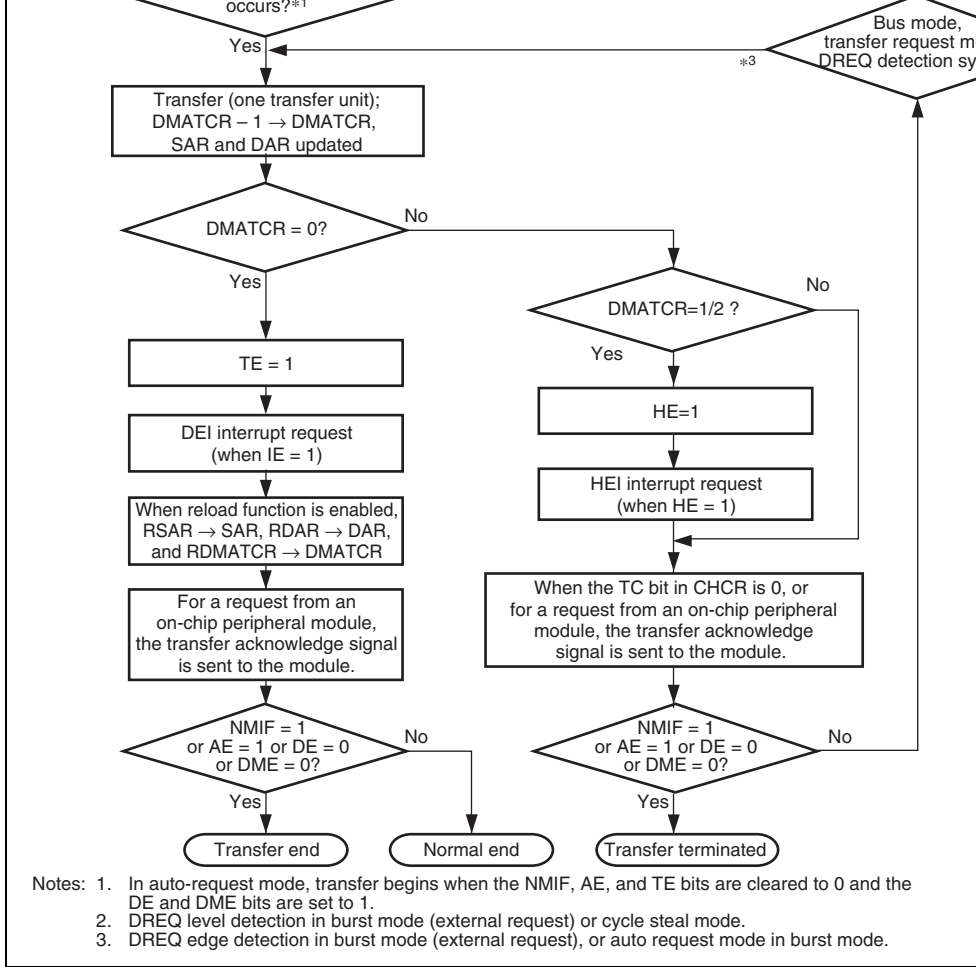 occurs?*1
Yes
*3
Bus mode,
transfer request
DREQ detection
Transfer (one transfer unit);
DMATCR – 1 → DMATCR,
SAR and DAR updated
DMATCR = 0?
No
Yes
DMATCR=1/2 ?
No
Yes
TE = 1
HE=1
DEI interrupt request
(when IE = 1)
HEI interrupt request
(when HE = 1)
When reload function is enabled,
RSAR → SAR, RDAR → DAR,
and RDMATCR → DMATCR
For a request from an
on-chip peripheral module,
the transfer acknowledge signal
is sent to the module.
When the TC bit in CHCR is 0, or
for a request from an on-chip peripheral
module, the transfer acknowledge
signal is sent to the module.
NMIF = 1
or AE = 1 or DE = 0
or DME = 0?
No
Yes
NMIF = 1
or AE = 1 or DE = 0
or DME = 0?
No
Yes
Transfer end
Normal end
Transfer terminated
Notes: 1. In auto-request mode, transfer begins when the NMIF, AE, and TE bits are cleared to 0 and the
DE and DME bits are set to 1.
2. DREQ level detection in burst mode (external request) or cycle steal mode.
3. DREQ edge detection in burst mode (external request), or auto request mode in burst mode.